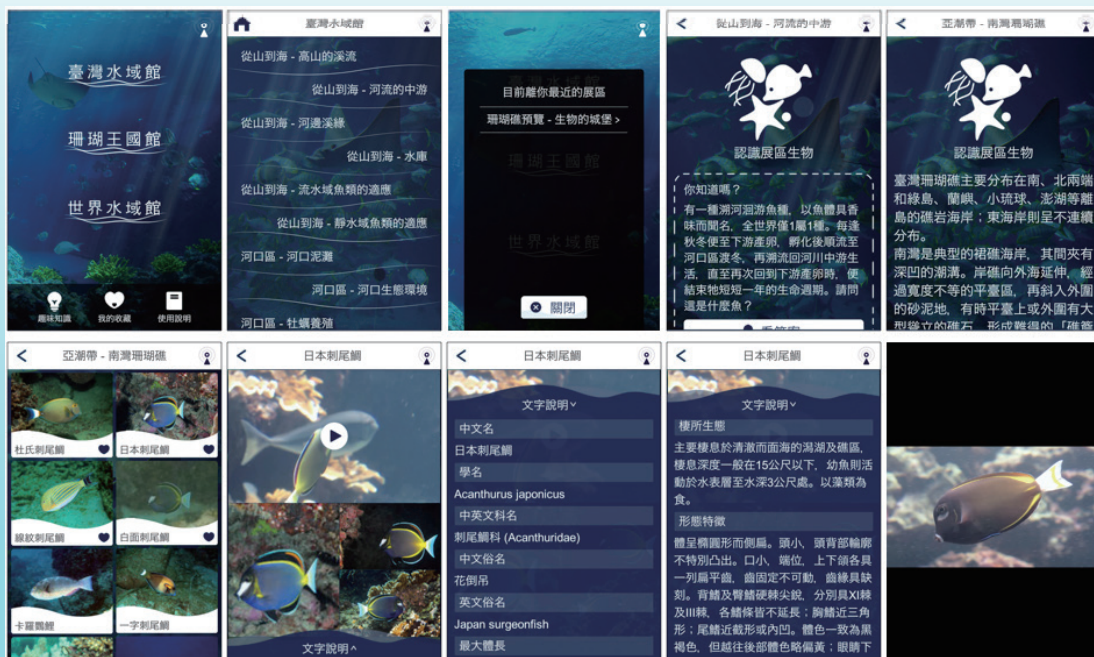 臺灣水域館
珊瑚王國館
世界水域館
趣味知識
我的收藏
使用說明
臺灣水域館
從山到海 - 高山的溪流
從山到海 - 河流的中游
從山到海 - 河邊溪緣
從山到海 - 水庫
從山到海 - 流水域魚類的適應
從山到海 - 靜水域魚類的適應
河口區 - 河口泥灘
河口區 - 河口生態環境
河口區 - 牡蠣養殖
臺灣水域館
目前離你最近的展區
珊瑚礁預覽 - 生物的城堡 >
珊瑚王國館
世界水域館
關閉
從山到海 - 河流的中游
認識展區生物
你知道嗎？
有一種溯河洄游魚種，以魚體具香
味而聞名，全世界僅1屬1種。每逢
秋冬便至下游產卵，孵化後順流至
河口區渡冬，再溯流回河川中游生
活，直至再次回到下游產卵時，便
結束牠短短一年的生命週期。請問
這是什麼魚？
看答案
亞潮帶 - 南灣珊瑚礁
認識展區生物
臺灣珊瑚礁主要分布在南、北兩端
和綠島、蘭嶼、小琉球、澎湖等離
島的礁岩海岸；東海岸則呈不連續
分布。
南灣是典型的裙礁海岸，其間夾有
深凹的潮溝。岸礁向外海延伸，經
過寬度不等的平臺區，再斜入外圍
的砂泥地，有時平臺上或外圍有大
型聳立的礁石，形成難得的「礁
亞潮帶 - 南灣珊瑚礁
杜氏刺尾鯛
日本刺尾鯛
線紋刺尾鯛
白面刺尾鯛
卡羅鸚鯉
一字刺尾鯛
日本刺尾鯛
文字說明^
日本刺尾鯛
文字說明˅
中文名
日本刺尾鯛
學名
Acanthurus japonicus
中英文科名
刺尾鯛科 (Acanthuridae)
中文俗名
花倒吊
英文俗名
Japan surgeonfish
最大體長
日本刺尾鯛
文字說明˅
棲所生態
主要棲息於清澈而面海的潟湖及礁區，
棲息深度一般在15公尺以下，幼魚則活
動於水表層至水深3公尺處。以藻類為
食。
形態特徵
體呈橢圓形而側扁。頭小，頭背部輪廓
不特別凸出。口小，端位，上下頜各具
一列扁平齒，齒固定不可動，齒緣具缺
刻。背鰭及臀鰭硬棘尖銳，分別具XI棘
及III棘，各鰭條皆不延長；胸鰭近三角
形；尾鰭近截形或內凹。體色一致為黑
褐色，但越往後部體色略偏黃；眼睛下